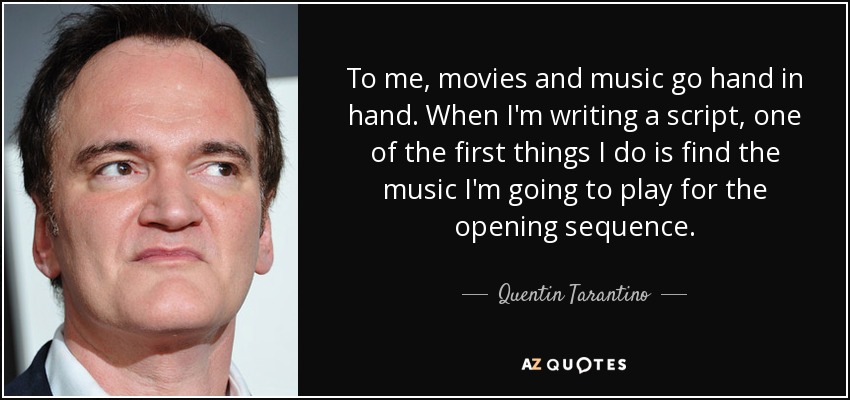 To me, movies and music go hand in
hand. When I'm writing a script, one
of the first things I do is find the
music I'm going to play for the
opening sequence.
Quentin Tarantino
AZ QUOTES